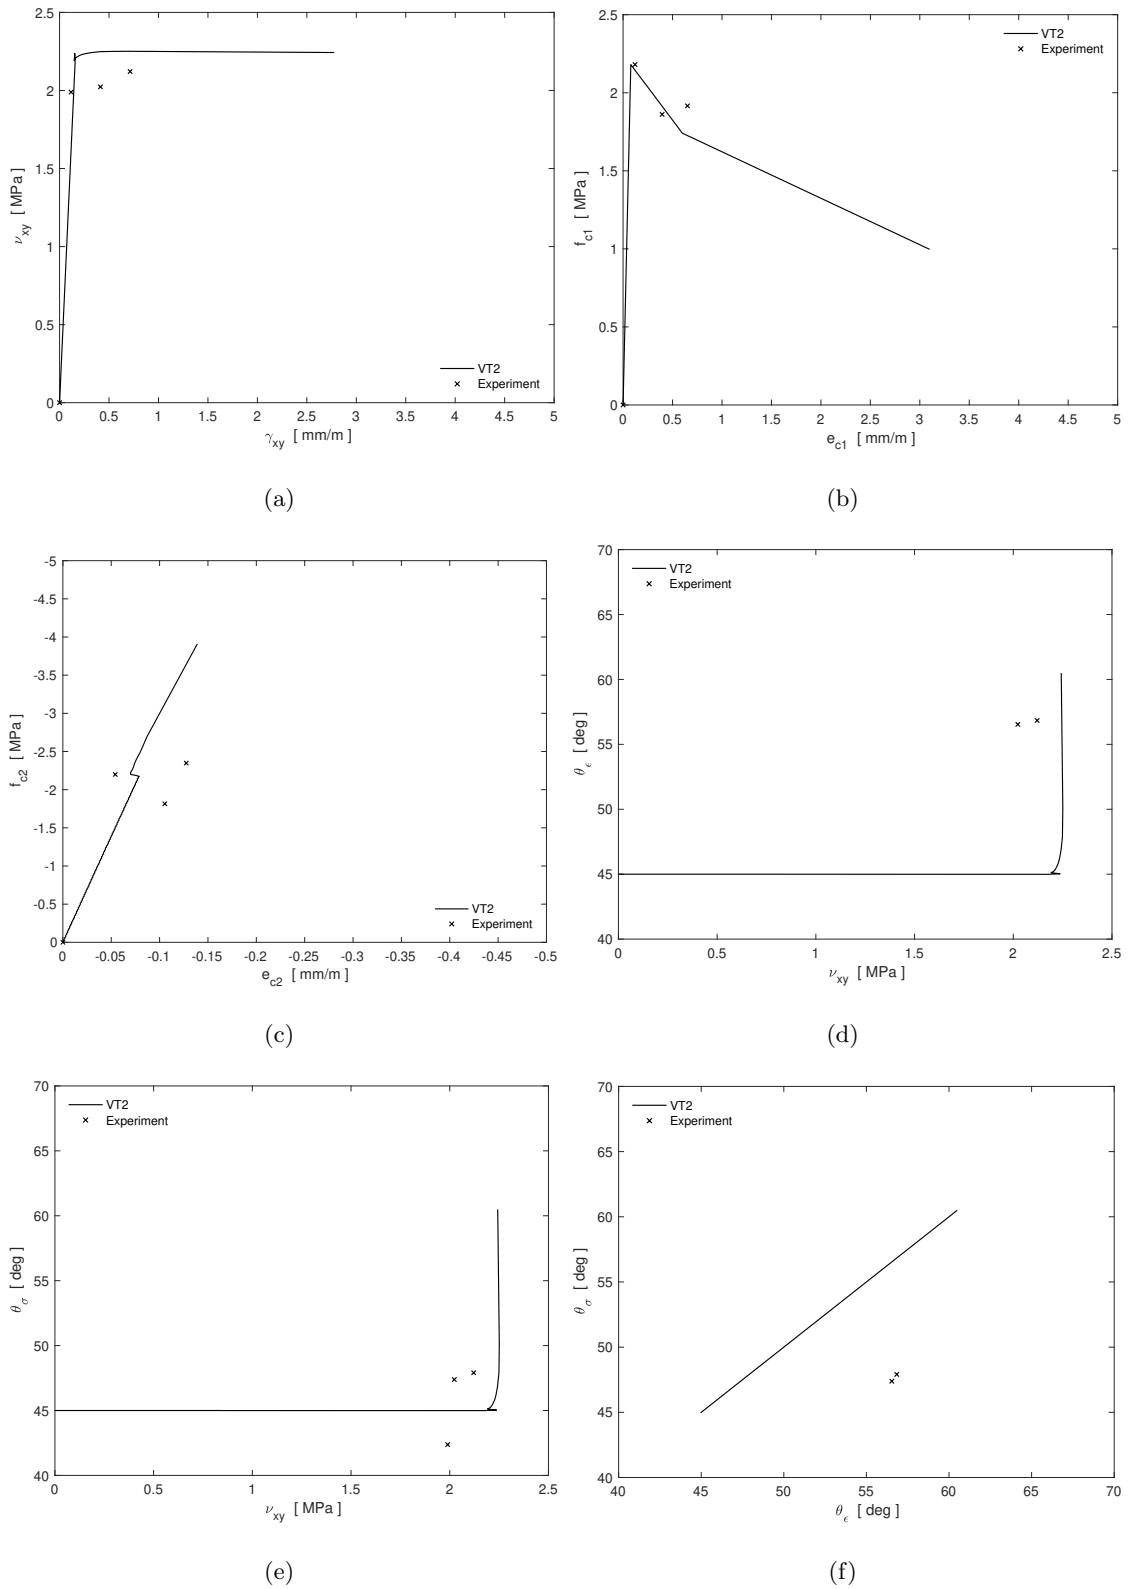 2.5
2
1.5
1
0.5
0
0 0.5 1 1.5 2 2.5 3 3.5 4 4.5 5
ν_xy [ MPa ]
γ_xy [ mm/m ]
VT2
Experiment
(a)
2.5
2
1.5
1
0.5
0
0 0.5 1 1.5 2 2.5 3 3.5 4 4.5 5
f_c1 [ MPa ]
e_c1 [ mm/m ]
VT2
Experiment
(b)
-5
-4.5
-4
-3.5
-3
-2.5
-2
-1.5
-1
-0.5
0
0 -0.05 -0.1 -0.15 -0.2 -0.25 -0.3 -0.35 -0.4 -0.45 -0.5
f_c2 [ MPa ]
e_c2 [ mm/m ]
VT2
Experiment
(c)
70
65
60
55
50
45
40
0 0.5 1 1.5 2 2.5
θ_ϵ [ deg ]
ν_xy [ MPa ]
VT2
Experiment
(d)
70
65
60
55
50
45
40
0 0.5 1 1.5 2 2.5
θ_σ [ deg ]
ν_xy [ MPa ]
VT2
Experiment
(e)
70
65
60
55
50
45
40
40 45 50 55 60 65 70
θ_σ [ deg ]
θ_ϵ [ deg ]
VT2
Experiment
(f)